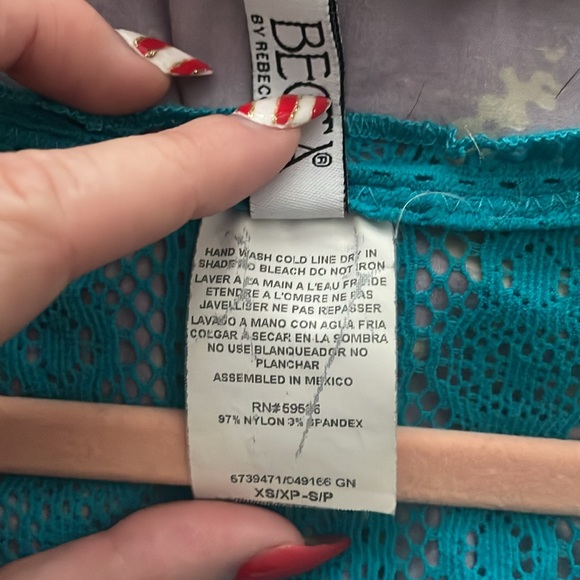 BY REBEC
HAND WASH COLD LINE DRY IN
SHADE NO BLEACH DO NOT IRON
LAVER A LA MAIN A L'EAU FROIDE
ETENDRE A L'OMBRE NE PAS
JAVELLISER NE PAS REPASSER
LAVADO A MANO CON AGUA FRIA
COLGAR A SECAR EN LA SOMBRA
NO USE BLANQUEADOR NO
PLANCHAR
ASSEMBLED IN MEXICO
97% NYLON 3% SPANDEX
6739471/049166 GN
XS/XP-S/P